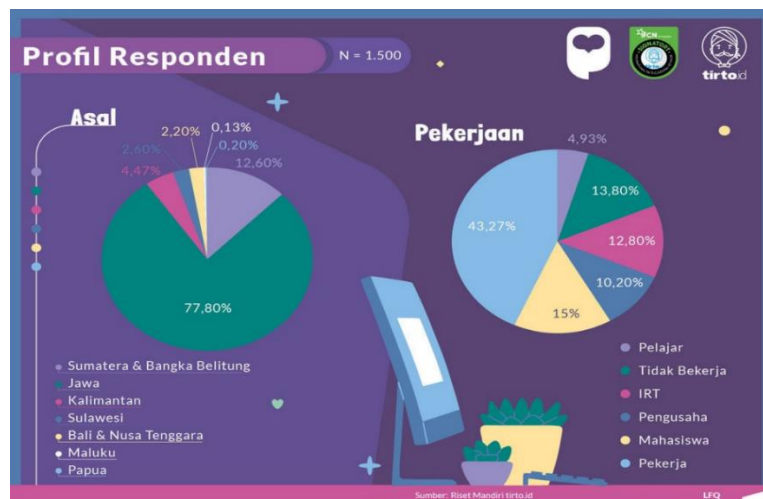 Profil Responden
N = 1.500
tirto.id
Asal
2,20%
0,13%
2,60%
0,20%
4,47%
12,60%
77,80%
Sumatera & Bangka Belitung
Jawa
Kalimantan
Sulawesi
Bali & Nusa Tenggara
Maluku
Papua
Pekerjaan
4,93%
13,80%
43,27%
12,80%
10,20%
15%
Pelajar
Tidak Bekerja
IRT
Pengusaha
Mahasiswa
Pekerja
Sumber: Riset Mandiri tirto.id
LFQ